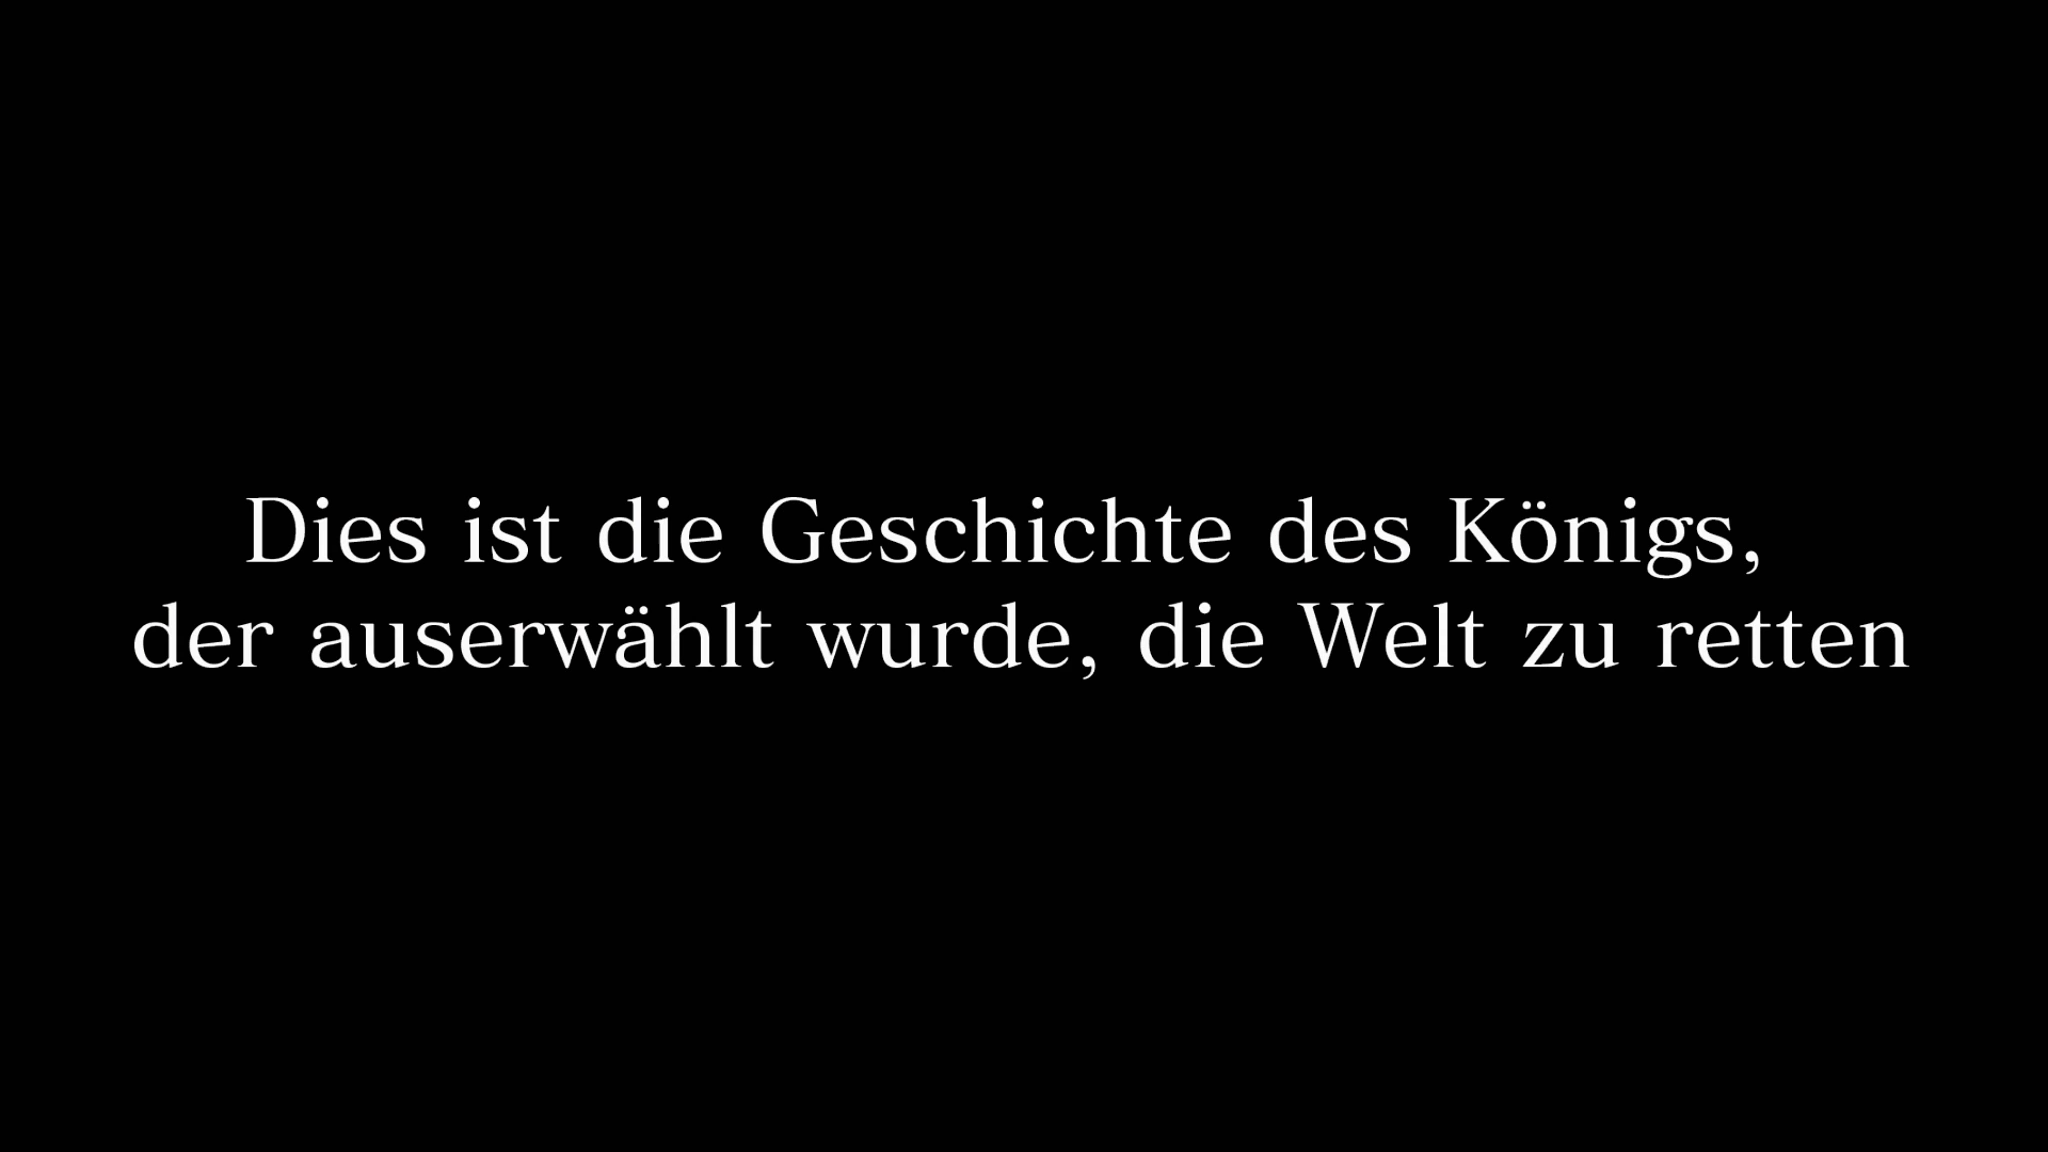 Dies ist die Geschichte des Königs,
der auserwählt wurde, die Welt zu retten